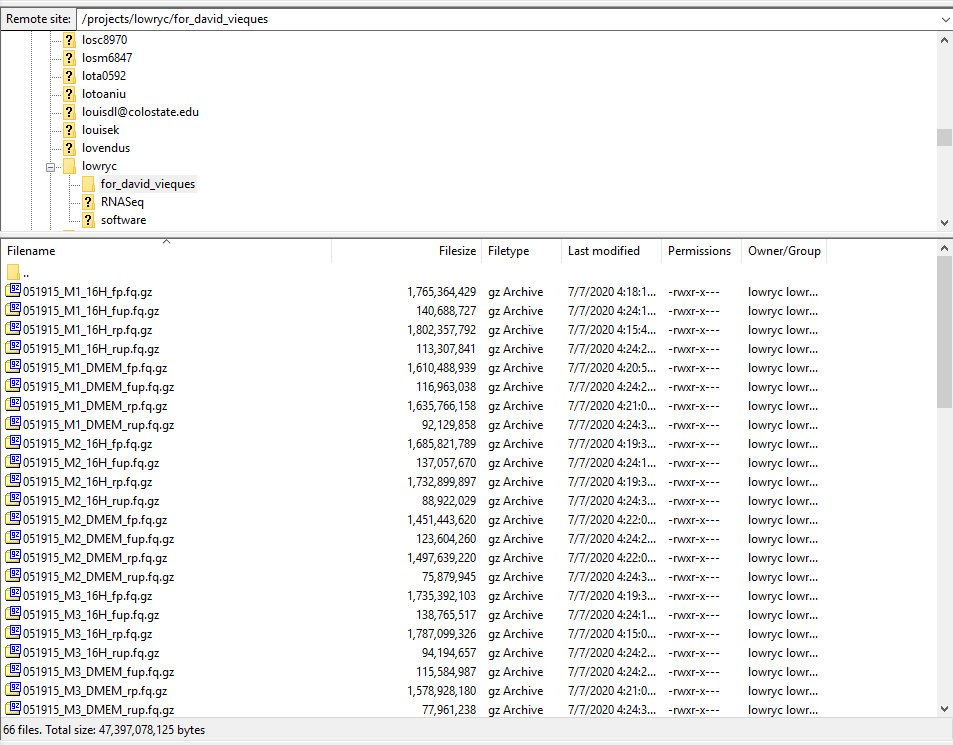 Remote site: /projects/lowryc/for_david_vieques
losc8970
losm6847
lota0592
lotoaniu
louisdl@colostate.edu
louisek
lovendus
lowryc
for_david_vieques
RNASeq
software
Filename Filesize Filetype Last modified Permissions Owner/Group
..
051915_M1_16H_fp.fq.gz 1,765,364,429 gz Archive 7/7/2020 4:18:1... -rwxr-x--- lowryc lowr...
051915_M1_16H_fup.fq.gz 140,688,727 gz Archive 7/7/2020 4:24:1... -rwxr-x--- lowryc lowr...
051915_M1_16H_rp.fq.gz 1,802,357,792 gz Archive 7/7/2020 4:15:4... -rwxr-x--- lowryc lowr...
051915_M1_16H_rup.fq.gz 113,307,841 gz Archive 7/7/2020 4:24:2... -rwxr-x--- lowryc lowr...
051915_M1_DMEM_fp.fq.gz 1,610,488,939 gz Archive 7/7/2020 4:20:5... -rwxr-x--- lowryc lowr...
051915_M1_DMEM_fup.fq.gz 116,963,038 gz Archive 7/7/2020 4:24:2... -rwxr-x--- lowryc lowr...
051915_M1_DMEM_rp.fq.gz 1,635,766,158 gz Archive 7/7/2020 4:21:0... -rwxr-x--- lowryc lowr...
051915_M1_DMEM_rup.fq.gz 92,129,858 gz Archive 7/7/2020 4:24:3... -rwxr-x--- lowryc lowr...
051915_M2_16H_fp.fq.gz 1,685,821,789 gz Archive 7/7/2020 4:19:3... -rwxr-x--- lowryc lowr...
051915_M2_16H_fup.fq.gz 137,057,670 gz Archive 7/7/2020 4:24:1... -rwxr-x--- lowryc lowr...
051915_M2_16H_rp.fq.gz 1,732,899,897 gz Archive 7/7/2020 4:19:3... -rwxr-x--- lowryc lowr...
051915_M2_16H_rup.fq.gz 88,922,029 gz Archive 7/7/2020 4:24:3... -rwxr-x--- lowryc lowr...
051915_M2_DMEM_fp.fq.gz 1,451,443,620 gz Archive 7/7/2020 4:22:0... -rwxr-x--- lowryc lowr...
051915_M2_DMEM_fup.fq.gz 123,604,260 gz Archive 7/7/2020 4:24:2... -rwxr-x--- lowryc lowr...
051915_M2_DMEM_rp.fq.gz 1,497,639,220 gz Archive 7/7/2020 4:22:0... -rwxr-x--- lowryc lowr...
051915_M2_DMEM_rup.fq.gz 75,879,945 gz Archive 7/7/2020 4:24:3... -rwxr-x--- lowryc lowr...
051915_M3_16H_fp.fq.gz 1,735,392,103 gz Archive 7/7/2020 4:19:3... -rwxr-x--- lowryc lowr...
051915_M3_16H_fup.fq.gz 138,765,517 gz Archive 7/7/2020 4:24:1... -rwxr-x--- lowryc lowr...
051915_M3_16H_rp.fq.gz 1,787,099,326 gz Archive 7/7/2020 4:15:0... -rwxr-x--- lowryc lowr...
051915_M3_16H_rup.fq.gz 94,194,657 gz Archive 7/7/2020 4:24:2... -rwxr-x--- lowryc lowr...
051915_M3_DMEM_fup.fq.gz 115,584,987 gz Archive 7/7/2020 4:24:2... -rwxr-x--- lowryc lowr...
051915_M3_DMEM_rp.fq.gz 1,578,928,180 gz Archive 7/7/2020 4:21:0... -rwxr-x--- lowryc lowr...
051915_M3_DMEM_rup.fq.gz 77,961,238 gz Archive 7/7/2020 4:24:3... -rwxr-x--- lowryc lowr...
66 files. Total size: 47,397,078,125 bytes